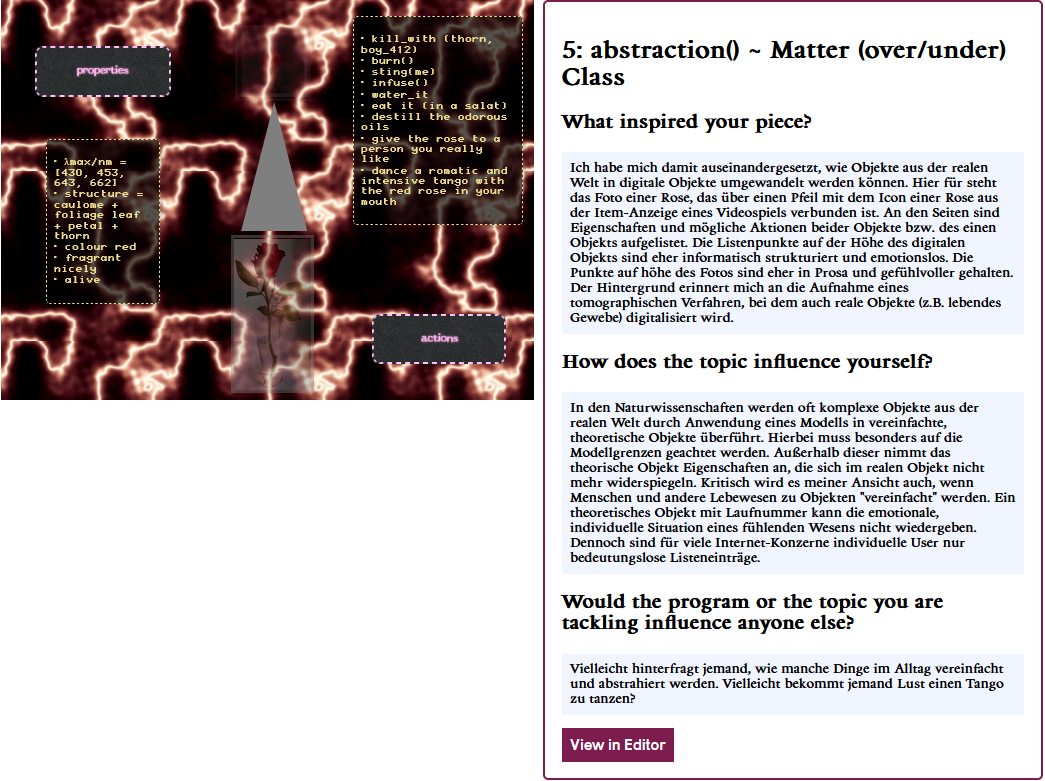 properties
• λmax/nm =
[430, 453,
643, 662]
• structure =
caulome +
foliage leaf
+ petal +
thorn
• colour red
• fragrant
nicely
• alive
• kill_with (thorn,
boy_412)
• burn()
• sting(me)
• infuse()
• water_it
• eat it (in a salat)
• destill the odorous
oils
• give the rose to a
person you really
like
• dance a romatic and
intensive tango with
the red rose in your
mouth
actions
5: abstraction() ~ Matter (over/under)
Class
What inspired your piece?
Ich habe mich damit auseinandergesetzt, wie Objekte aus der realen
Welt in digitale Objekte umgewandelt werden können. Hier für steht
das Foto einer Rose, das über einen Pfeil mit dem Icon einer Rose aus
der Item-Anzeige eines Videospiels verbunden ist. An den Seiten sind
Eigenschaften und mögliche Aktionen beider Objekte bzw. des einen
Objekts aufgelistet. Die Listenpunkte auf der Höhe des digitalen
Objekts sind eher informatisch strukturiert und emotionslos. Die
Punkte auf höhe des Fotos sind eher in Prosa und gefühlvoller gehalten.
Der Hintergrund erinnert mich an die Aufnahme eines
tomographischen Verfahren, bei dem auch reale Objekte (z.B. lebendes
Gewebe) digitalisiert wird.
How does the topic influence yourself?
In den Naturwissenschaften werden oft komplexe Objekte aus der
realen Welt durch Anwendung eines Modells in vereinfachte,
theoretische Objekte überführt. Hierbei muss besonders auf die
Modellgrenzen geachtet werden. Außerhalb dieser nimmt das
theorische Objekt Eigenschaften an, die sich im realen Objekt nicht
mehr widerspiegeln. Kritisch wird es meiner Ansicht auch, wenn
Menschen und andere Lebewesen zu Objekten "vereinfacht" werden. Ein
theoretisches Objekt mit Laufnummer kann die emotionale,
individuelle Situation eines fühlenden Wesens nicht wiedergeben.
Dennoch sind für viele Internet-Konzerne individuelle User nur
bedeutungslose Listeneinträge.
Would the program or the topic you are
tackling influence anyone else?
Vielleicht hinterfragt jemand, wie manche Dinge im Alltag vereinfacht
und abstrahiert werden. Vielleicht bekommt jemand Lust einen Tango
zu tanzen?
View in Editor